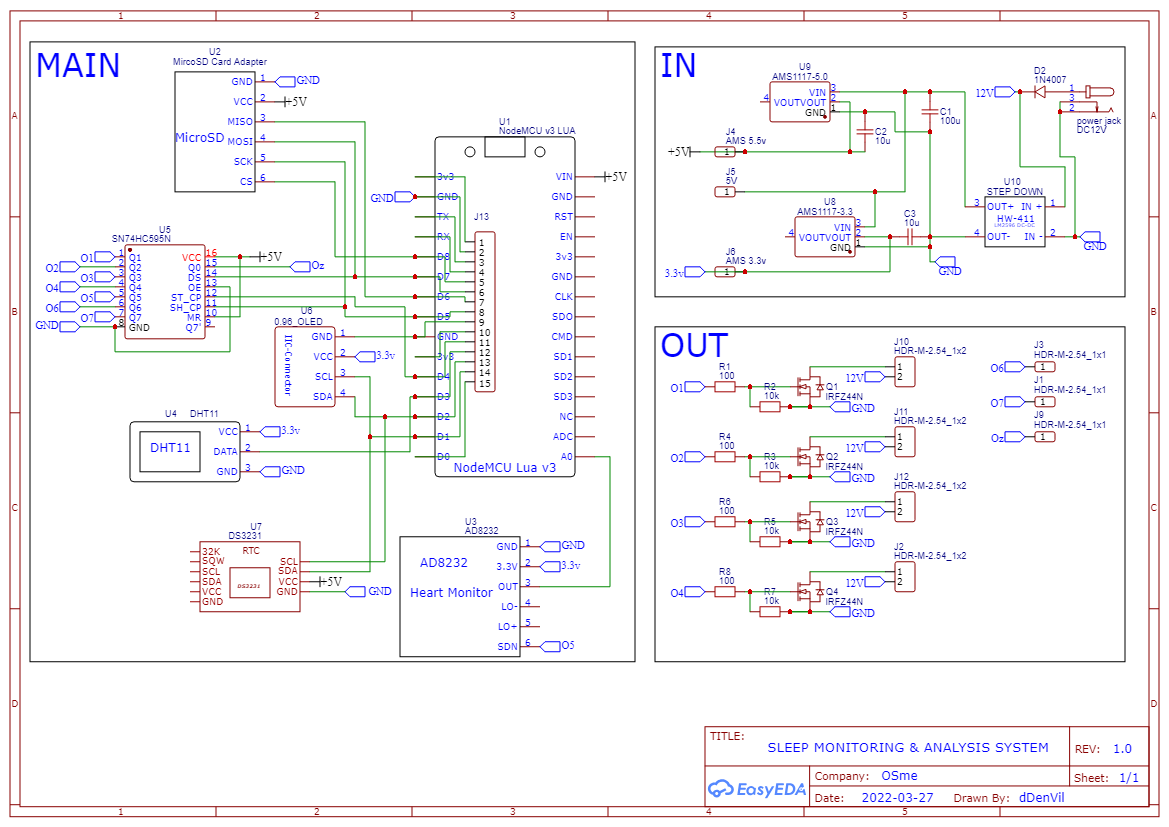 1 2 3 4 5
A
B
C
D
MAIN
U2
MircoSD Card Adapter
MicroSD
GND 1 GND
VCC 2 +5V
MISO 3
MOSI 4
SCK 5
CS 6
U5
SN74HC595N
O1 1 Q1
O2 2 Q2
O3 3 Q3
O4 4 Q4
O5 5 Q5
O6 6 Q6
O7 7 Q7
GND 8 GND
VCC 16 +5V
Q0 15 Oz
DS 14
OE 13
ST_CP 12
SH_CP 11
MR 10
Q7' 9
U6
0.96_OLED
IIC-Connector
GND 1
VCC 2 3.3v
SCL 3
SDA 4
U4 DHT11
DHT11
VCC 1 3.3v
DATA 2
GND 3 GND
U7
DS3231
RTC
DS3231
32K
SQW
SCL
SDA
VCC
GND
SCL
SDA
VCC +5V
GND GND
U1
NodeMCU v3 LUA
GND
3v3
GND
TX
RX
D8
D7
D6
D5
GND
3v3
D4
D3
D2
D1
D0
J13
1
2
3
4
5
6
7
8
9
10
11
12
13
14
15
VIN +5V
GND
RST
EN
3v3
GND
CLK
SDO
CMD
SD1
SD2
SD3
NC
ADC
A0
NodeMCU Lua v3
U3
AD8232
AD8232
Heart Monitor
GND 1 GND
3.3V 2 3.3v
OUT 3
LO- 4
LO+ 5
SDN 6 O5
IN
U9
AMS1117-5.0
VIN 3
4 VOUT VOUT 2
GND 1
J4
AMS 5.5v
+5V 1
J5
5V
1
C2
10u
C1
100u
U8
AMS1117-3.3
VIN 3
4 VOUT VOUT 2
GND 1
C3
10u
J6
AMS 3.3v
3.3v 1
D2
1N4007
12V
1
3
2
power jack
DC12V
U10
STEP DOWN
3 OUT+ IN + 1
HW-411
LM2596 DC-DC
4 OUT- IN - 2
GND
GND
OUT
O1 R1
100
R2
10k
Q1
IRFZ44N
GND
12V
J10
HDR-M-2.54_1x2
1
2
O2 R4
100
R3
10k
Q2
IRFZ44N
GND
12V
J11
HDR-M-2.54_1x2
1
2
O3 R6
100
R5
10k
Q3
IRFZ44N
GND
12V
J12
HDR-M-2.54_1x2
1
2
O4 R8
100
R7
10k
Q4
IRFZ44N
GND
12V
J2
HDR-M-2.54_1x2
1
2
J3
HDR-M-2.54_1x1
O6 1
J1
HDR-M-2.54_1x1
O7 1
J9
HDR-M-2.54_1x1
Oz 1
A
B
C
D
TITLE:
SLEEP MONITORING & ANALYSIS SYSTEM
REV: 1.0
EasyEDA
Company: OSme
Sheet: 1/1
Date: 2022-03-27 Drawn By: dDenVil
1 2 3 4 5